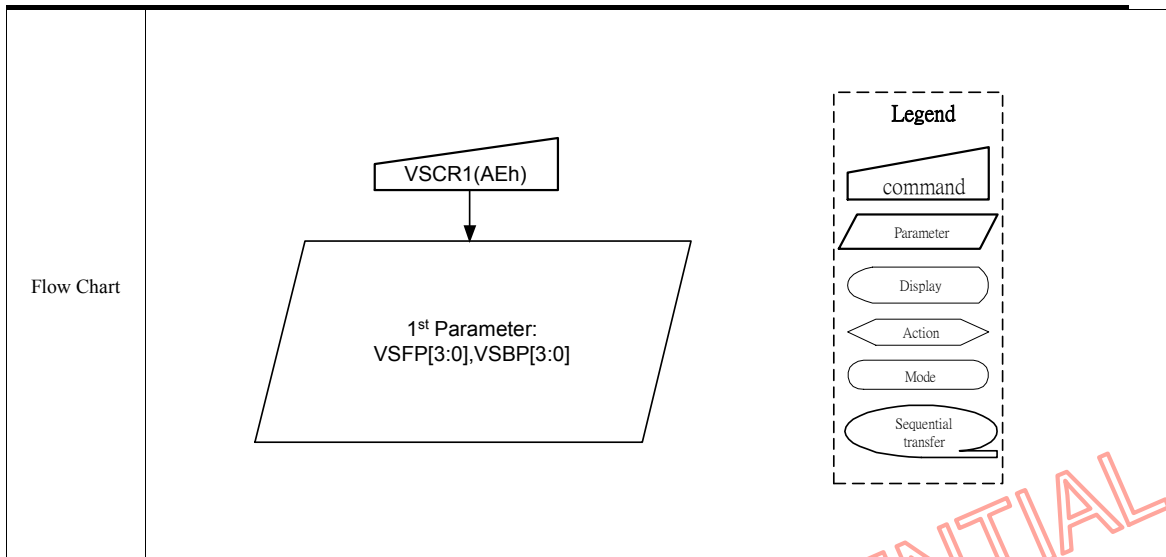 Flow Chart
VSCR1(AEh)
1st Parameter:
VSFP[3:0],VSBP[3:0]
Legend
command
Parameter
Display
Action
Mode
Sequential
transfer